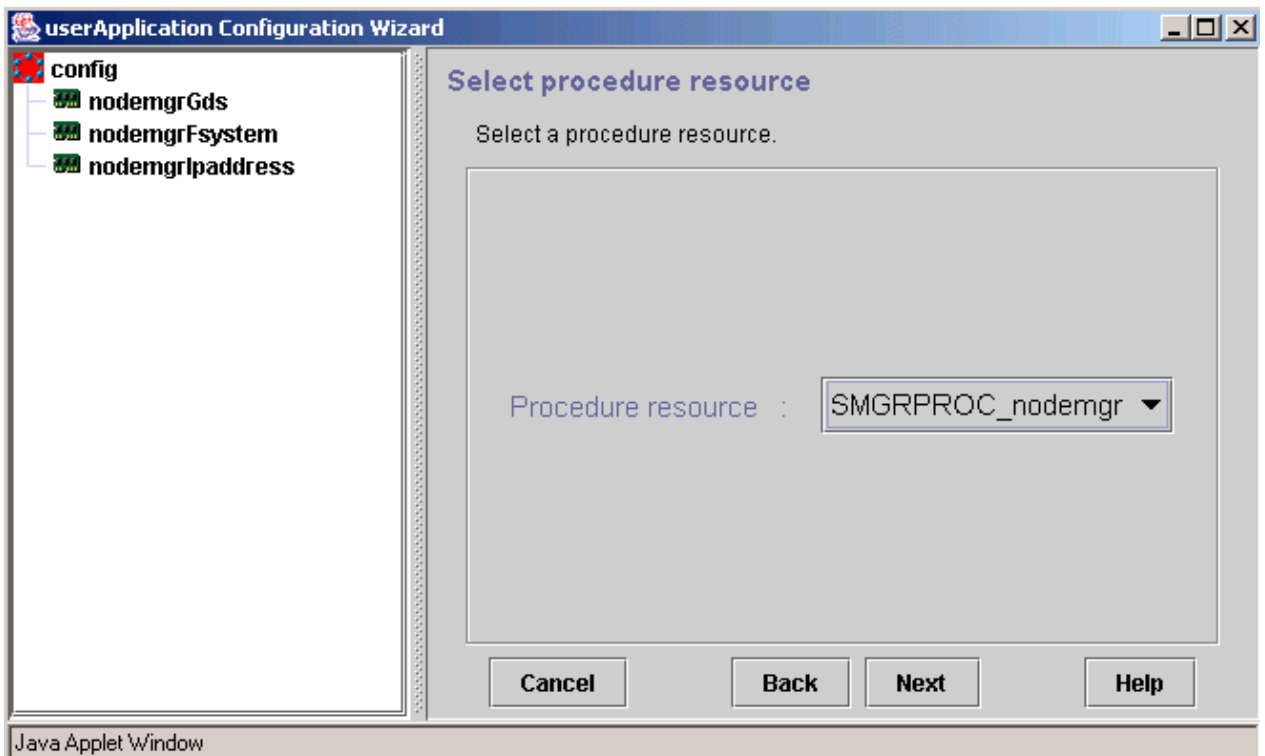 userApplication Configuration Wizard
config
nodemgrGds
nodemgrFsystem
nodemgrIpaddress
Select procedure resource
Select a procedure resource.
Procedure resource :
SMGRPROC_nodemgr
Cancel
Back
Next
Help
Java Applet Window